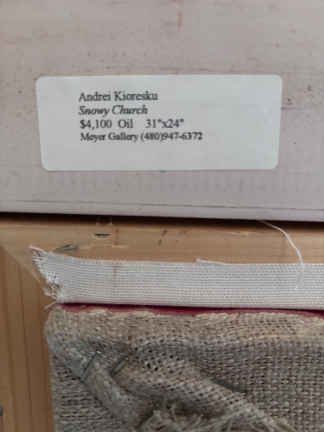 Andrei Kioresku
Snowy Church
$4,100 Oil 31"x24"
Meyer Gallery (480)947-6372